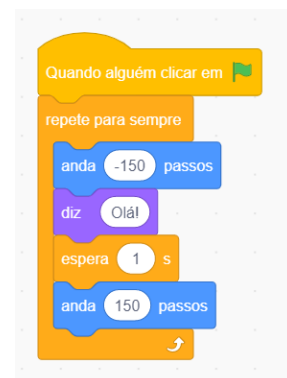 Quando alguém clicar em
repete para sempre
anda -150 passos
diz Olá!
espera 1 s
anda 150 passos